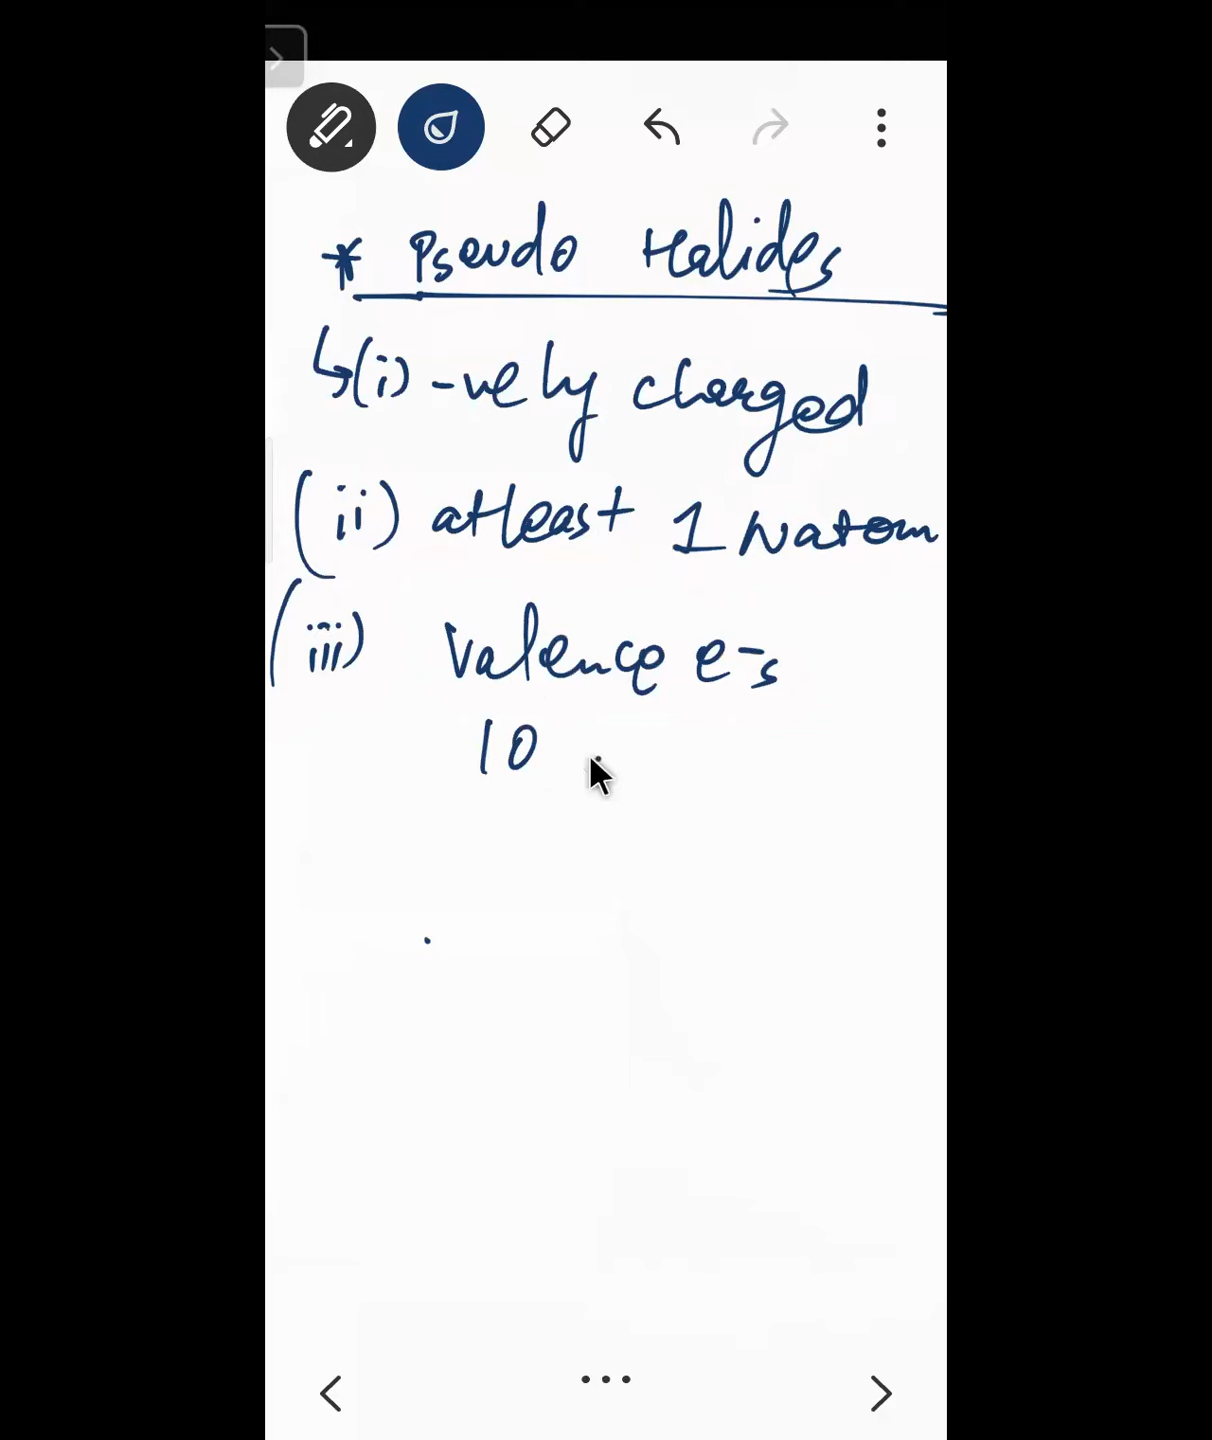 * Pseudo Halides
↳(i) -vely charged
(ii) atleast 1 N atom
(iii) Valence e-s
10